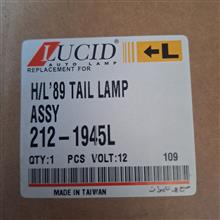 LUCID
AUTO LAMP
REPLACEMENT FOR
L
H/L'89 TAIL LAMP
ASSY
212-1945L
QTY:1 PCS VOLT:12 109
MADE IN TAIWAN